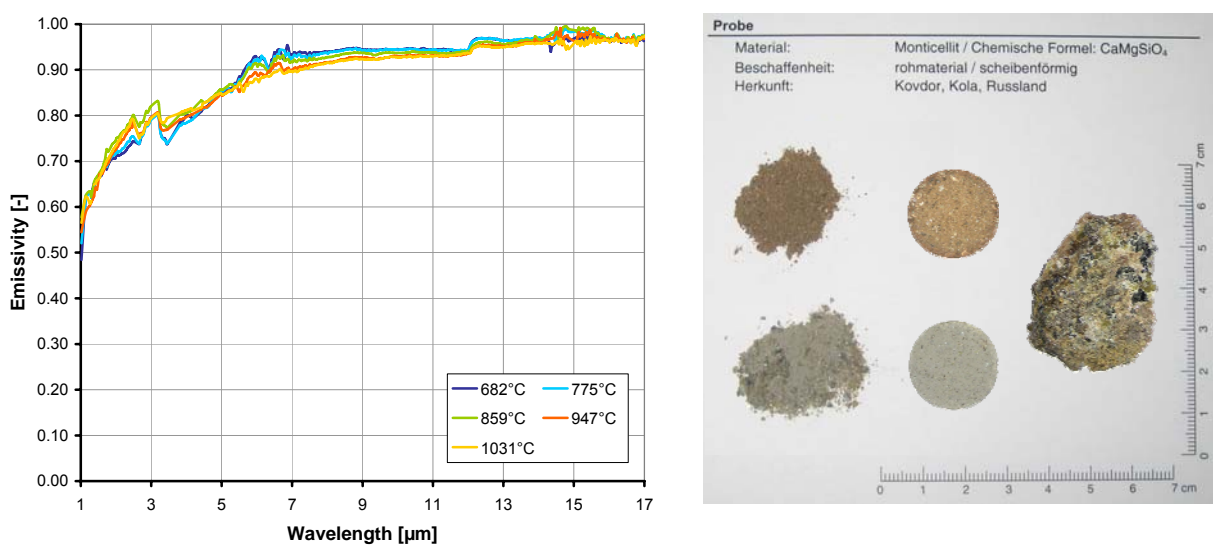 1.00
0.90
0.80
0.70
0.60
0.50
0.40
0.30
0.20
0.10
0.00
Emissivity [-]
682°C 775°C
859°C 947°C
1031°C
1 3 5 7 9 11 13 15 17
Wavelength [µm]
Probe
Material: Monticellit / Chemische Formel: CaMgSiO₄
Beschaffenheit: rohmaterial / scheibenförmig
Herkunft: Kovdor, Kola, Russland
7 cm
6
5
4
3
2
1
0
0 1 2 3 4 5 6 7 cm